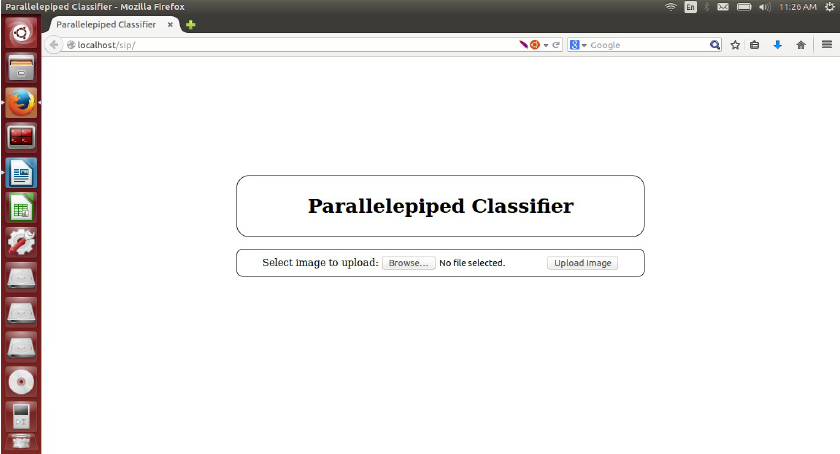 Parallelepiped Classifier - Mozilla Firefox
En
11:26 AM
Parallelepiped Classifier
localhost/sip/
Google
Parallelepiped Classifier
Select image to upload: Browse... No file selected. Upload Image